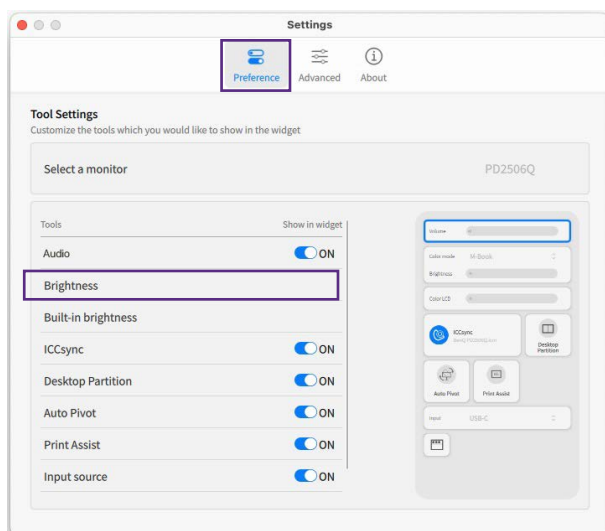 Settings
Preference Advanced About
Tool Settings
Customize the tools which you would like to show in the widget
Select a monitor PD2506Q
Tools Show in widget
Audio ON
Brightness
Built-in brightness
ICCsync ON
Desktop Partition ON
Auto Pivot ON
Print Assist ON
Input source ON
Volume
Color mode M-Book
Brightness
Color LCD
ICCsync
Desktop
Partition
Auto Pivot Print Assist
Input USB-C